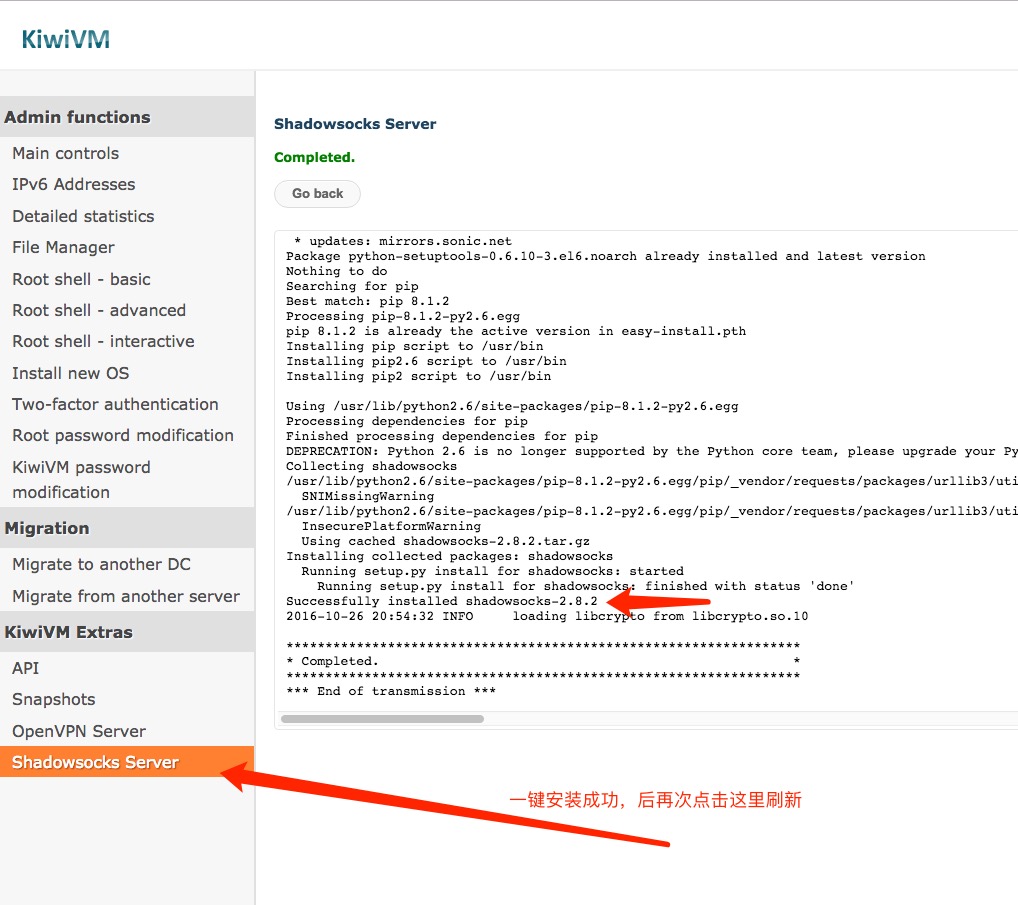 KiwiVM
Admin functions
Main controls
IPv6 Addresses
Detailed statistics
File Manager
Root shell - basic
Root shell - advanced
Root shell - interactive
Install new OS
Two-factor authentication
Root password modification
KiwiVM password
modification
Migration
Migrate to another DC
Migrate from another server
KiwiVM Extras
API
Snapshots
OpenVPN Server
Shadowsocks Server
Shadowsocks Server
Completed.
Go back
* updates: mirrors.sonic.net
Package python-setuptools-0.6.10-3.el6.noarch already installed and latest version
Nothing to do
Searching for pip
Best match: pip 8.1.2
Processing pip-8.1.2-py2.6.egg
pip 8.1.2 is already the active version in easy-install.pth
Installing pip script to /usr/bin
Installing pip2.6 script to /usr/bin
Installing pip2 script to /usr/bin
Using /usr/lib/python2.6/site-packages/pip-8.1.2-py2.6.egg
Processing dependencies for pip
Finished processing dependencies for pip
DEPRECATION: Python 2.6 is no longer supported by the Python core team, please upgrade your Py
Collecting shadowsocks
/usr/lib/python2.6/site-packages/pip-8.1.2-py2.6.egg/pip/_vendor/requests/packages/urllib3/uti
SNIMissingWarning
/usr/lib/python2.6/site-packages/pip-8.1.2-py2.6.egg/pip/_vendor/requests/packages/urllib3/uti
InsecurePlatformWarning
Using cached shadowsocks-2.8.2.tar.gz
Installing collected packages: shadowsocks
Running setup.py install for shadowsocks: started
Running setup.py install for shadowsocks: finished with status 'done'
Successfully installed shadowsocks-2.8.2
2016-10-26 20:54:32 INFO     loading libcrypto from libcrypto.so.10
******************************************************************
* Completed.                                                     *
******************************************************************
*** End of transmission ***
一键安装成功，后再次点击这里刷新